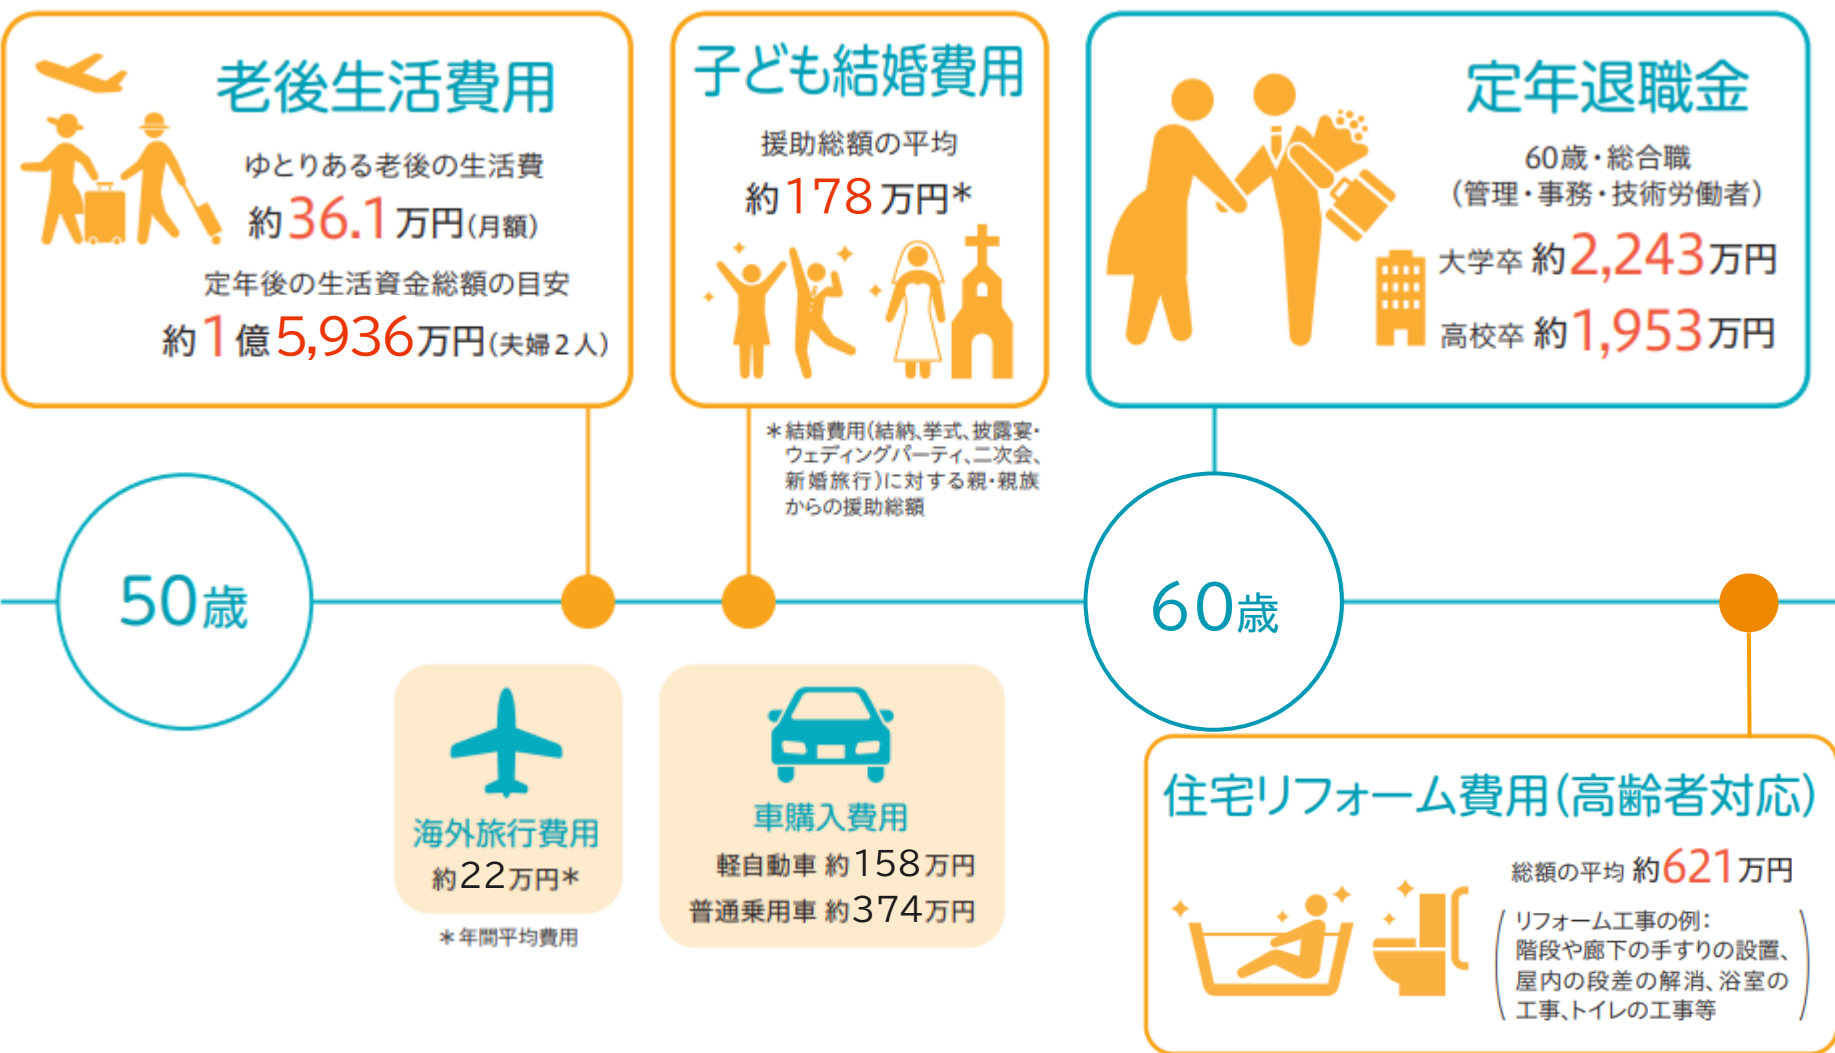 老後生活費用
ゆとりある老後の生活費
約36.1万円(月額)
定年後の生活資金総額の目安
約1億5,936万円(夫婦2人)
子ども結婚費用
援助総額の平均
約178万円*
*結婚費用(結納、挙式、披露宴・
ウェディングパーティ、二次会、
新婚旅行)に対する親・親族
からの援助総額
定年退職金
60歳・総合職
(管理・事務・技術労働者)
大学卒 約2,243万円
高校卒 約1,953万円
50歳
60歳
海外旅行費用
約22万円*
*年間平均費用
車購入費用
軽自動車 約158万円
普通乗用車 約374万円
住宅リフォーム費用(高齢者対応)
総額の平均 約621万円
(リフォーム工事の例:
階段や廊下の手すりの設置、
屋内の段差の解消、浴室の
工事、トイレの工事等)